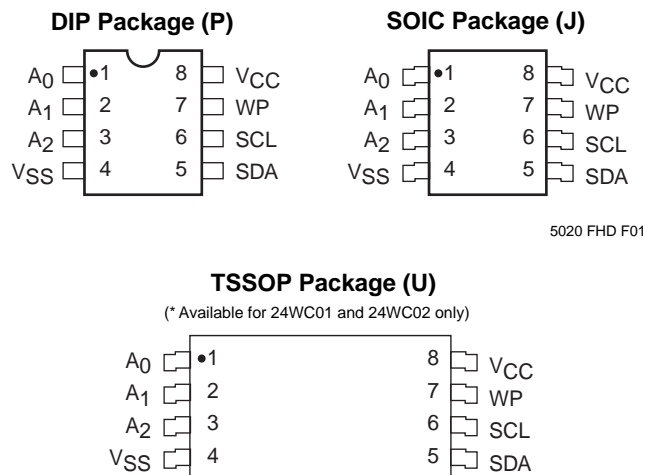 DIP Package (P)
A0 1 8 VCC
A1 2 7 WP
A2 3 6 SCL
VSS 4 5 SDA
SOIC Package (J)
A0 1 8 VCC
A1 2 7 WP
A2 3 6 SCL
VSS 4 5 SDA
5020 FHD F01
TSSOP Package (U)
(* Available for 24WC01 and 24WC02 only)
A0 1 8 VCC
A1 2 7 WP
A2 3 6 SCL
VSS 4 5 SDA